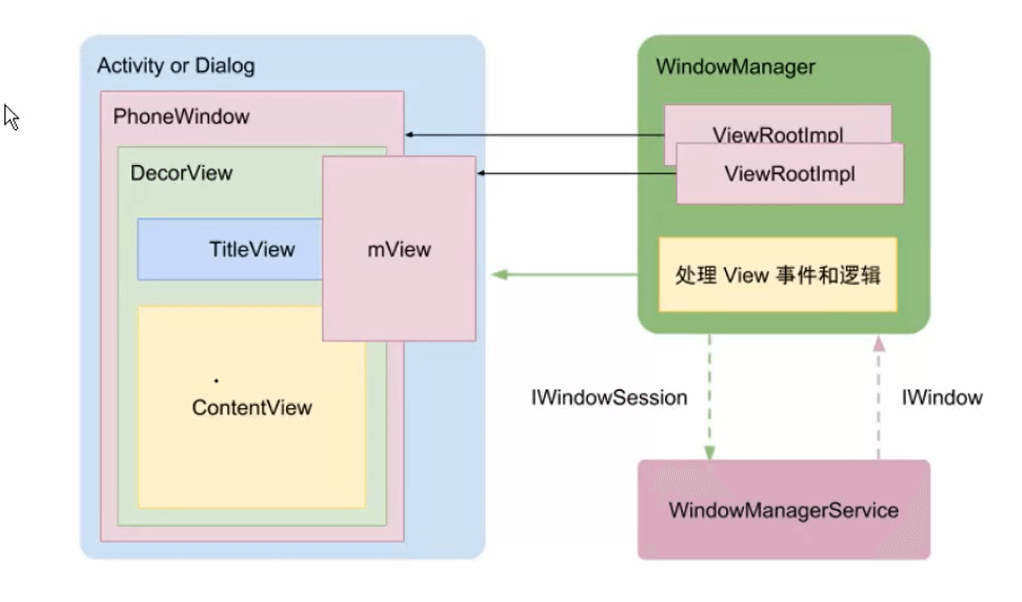 Activity or Dialog
PhoneWindow
DecorView
TitleView
mView
ContentView
WindowManager
ViewRootImpl
ViewRootImpl
处理 View 事件和逻辑
IWindowSession
IWindow
WindowManagerService